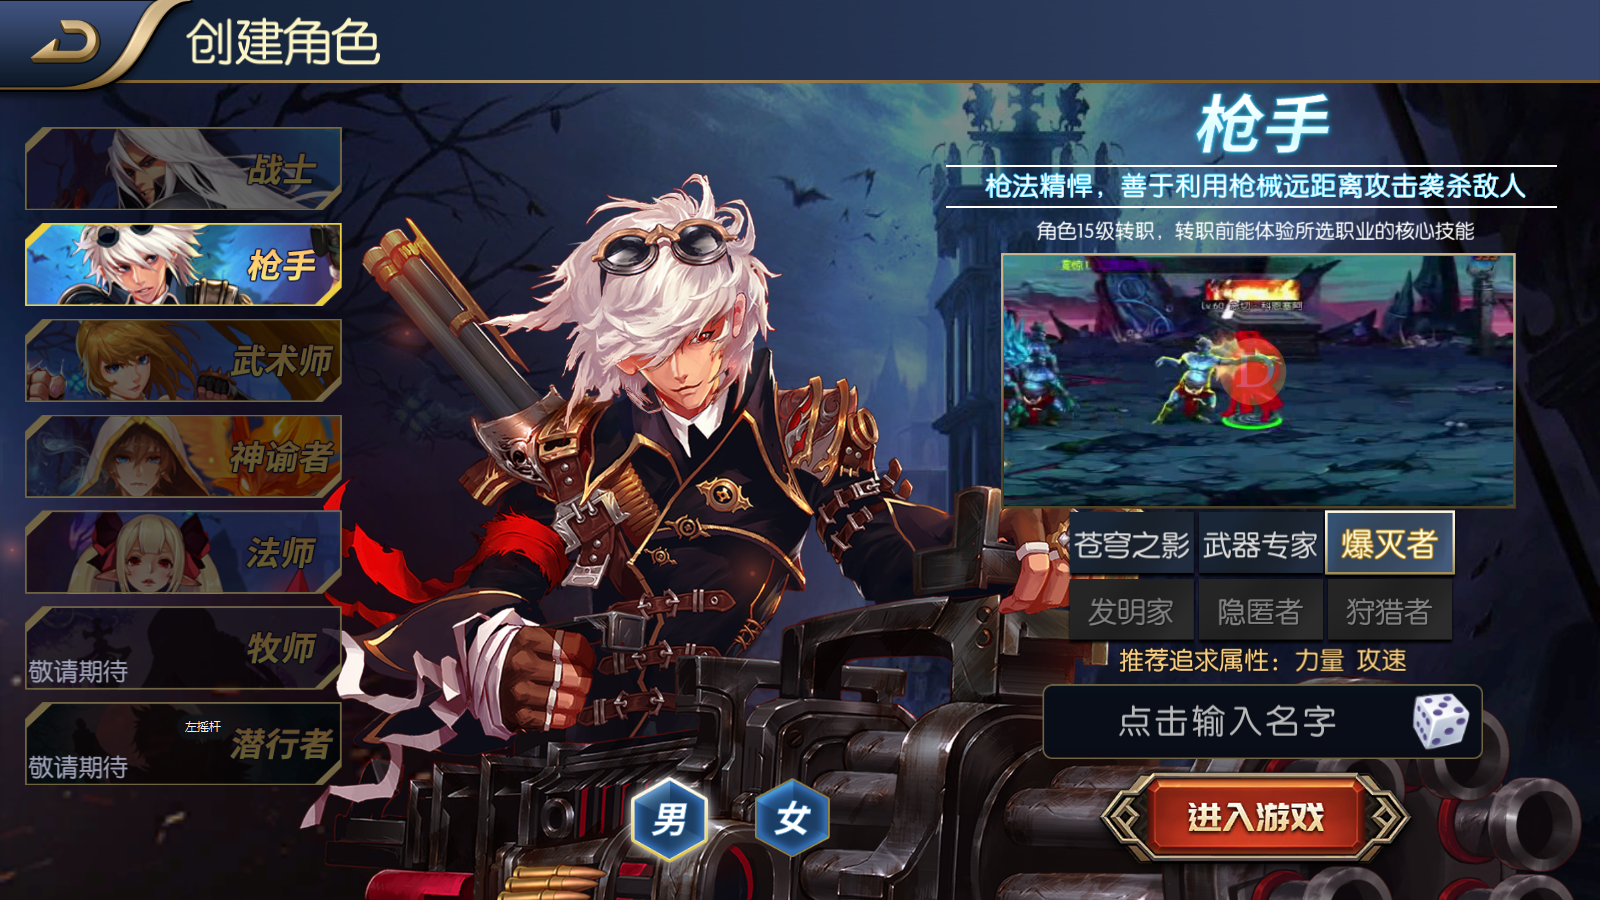 创建角色
战士
枪手
武术师
神谕者
法师
牧师
敬请期待
左摇杆
潜行者
敬请期待
枪手
枪法精悍，善于利用枪械远距离攻击袭杀敌人
角色15级转职，转职前能体验所选职业的核心技能
苍穹之影
武器专家
爆灭者
发明家
隐匿者
狩猎者
推荐追求属性：力量 攻速
点击输入名字
男
女
进入游戏